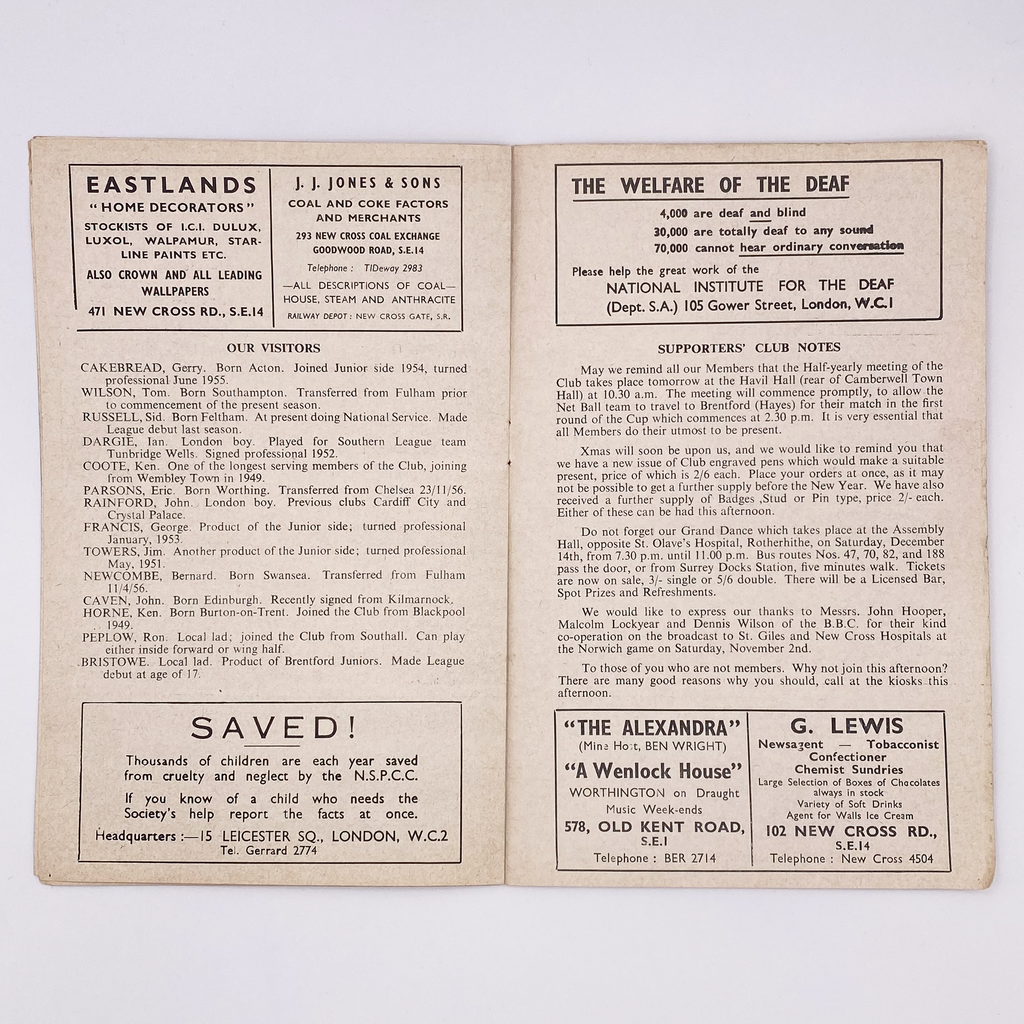 EASTLANDS
"HOME DECORATORS"
STOCKISTS OF I.C.I. DULUX,
LUXOL, WALPAMUR, STAR-
LINE PAINTS ETC.
ALSO CROWN AND ALL LEADING
WALLPAPERS
471 NEW CROSS RD., S.E.14
J. J. JONES & SONS
COAL AND COKE FACTORS
AND MERCHANTS
293 NEW CROSS COAL EXCHANGE
GOODWOOD ROAD, S.E.14
Telephone : TIDeway 2983
—ALL DESCRIPTIONS OF COAL—
HOUSE, STEAM AND ANTHRACITE
RAILWAY DEPOT : NEW CROSS GATE, S.R.
OUR VISITORS
CAKEBREAD, Gerry. Born Acton. Joined Junior side 1954, turned
professional June 1955.
WILSON, Tom. Born Southampton. Transferred from Fulham prior
to commencement of the present season.
RUSSELL, Sid. Born Feltham. At present doing National Service. Made
League debut last season.
DARGIE, Ian. London boy. Played for Southern League team
Tunbridge Wells. Signed professional 1952.
COOTE, Ken. One of the longest serving members of the Club, joining
from Wembley Town in 1949.
PARSONS, Eric. Born Worthing. Transferred from Chelsea 23/11/56.
RAINFORD, John. London boy. Previous clubs Cardiff City and
Crystal Palace.
FRANCIS, George. Product of the Junior side; turned professional
January, 1953.
TOWERS, Jim. Another product of the Junior side; turned professional
May, 1951.
NEWCOMBE, Bernard. Born Swansea. Transferred from Fulham
11/4/56.
CAVEN, John. Born Edinburgh. Recently signed from Kilmarnock.
HORNE, Ken. Born Burton-on-Trent. Joined the Club from Blackpool
1949.
PEPLOW, Ron. Local lad; joined the Club from Southall. Can play
either inside forward or wing half.
BRISTOWE. Local lad. Product of Brentford Juniors. Made League
debut at age of 17.
SAVED!
Thousands of children are each year saved
from cruelty and neglect by the N.S.P.C.C.
If you know of a child who needs the
Society's help report the facts at once.
Headquarters :—15 LEICESTER SQ., LONDON, W.C.2
Tel. Gerrard 2774
THE WELFARE OF THE DEAF
4,000 are deaf and blind
30,000 are totally deaf to any sound
70,000 cannot hear ordinary conversation
Please help the great work of the
NATIONAL INSTITUTE FOR THE DEAF
(Dept. S.A.) 105 Gower Street, London, W.C.1
SUPPORTERS' CLUB NOTES
May we remind all our Members that the Half-yearly meeting of the
Club takes place tomorrow at the Havil Hall (rear of Camberwell Town
Hall) at 10.30 a.m. The meeting will commence promptly, to allow the
Net Ball team to travel to Brentford (Hayes) for their match in the first
round of the Cup which commences at 2.30 p.m. It is very essential that
all Members do their utmost to be present.
Xmas will soon be upon us, and we would like to remind you that
we have a new issue of Club engraved pens which would make a suitable
present, price of which is 2/6 each. Place your orders at once, as it may
not be possible to get a further supply before the New Year. We have also
received a further supply of Badges ,Stud or Pin type, price 2/- each.
Either of these can be had this afternoon.
Do not forget our Grand Dance which takes place at the Assembly
Hall, opposite St. Olave's Hospital, Rotherhithe, on Saturday, December
14th, from 7.30 p.m. until 11.00 p.m. Bus routes Nos. 47, 70, 82, and 188
pass the door, or from Surrey Docks Station, five minutes walk. Tickets
are now on sale, 3/- single or 5/6 double. There will be a Licensed Bar,
Spot Prizes and Refreshments.
We would like to express our thanks to Messrs. John Hooper,
Malcolm Lockyear and Dennis Wilson of the B.B.C. for their kind
co-operation on the broadcast to St. Giles and New Cross Hospitals at
the Norwich game on Saturday, November 2nd.
To those of you who are not members. Why not join this afternoon?
There are many good reasons why you should, call at the kiosks this
afternoon.
"THE ALEXANDRA"
(Mine Host, BEN WRIGHT)
"A Wenlock House"
WORTHINGTON on Draught
Music Week-ends
578, OLD KENT ROAD,
S.E.1
Telephone : BER 2714
G. LEWIS
Newsagent — Tobacconist
Confectioner
Chemist Sundries
Large Selection of Boxes of Chocolates
always in stock
Variety of Soft Drinks
Agent for Walls Ice Cream
102 NEW CROSS RD.,
S.E.14
Telephone : New Cross 4504